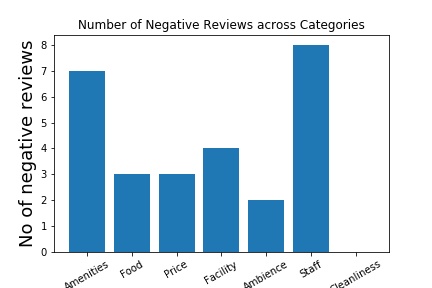 Number of Negative Reviews across Categories
No of negative reviews
8
7
6
5
4
3
2
1
0
Amenities
Food
Price
Facility
Ambience
Staff
Cleanliness